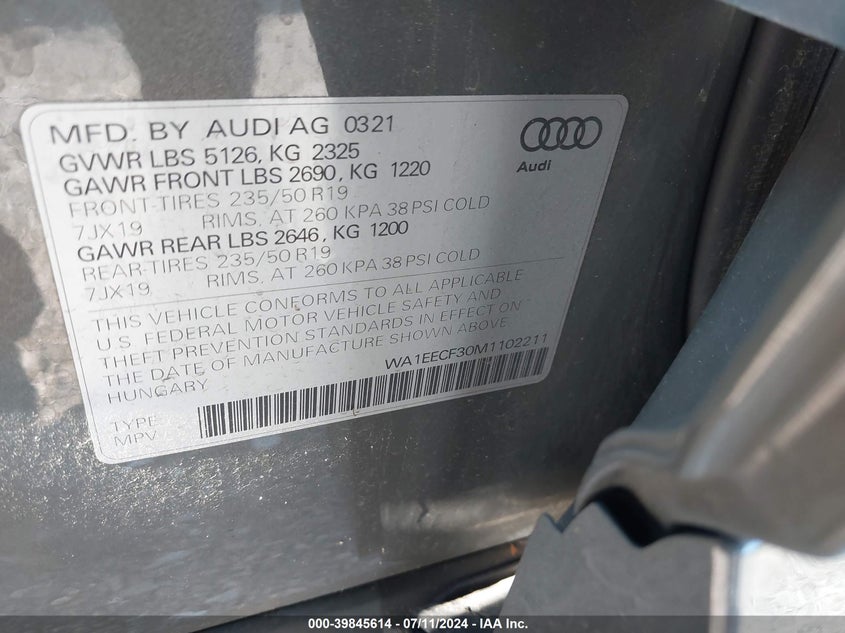 MFD. BY AUDI AG 0321
GVWR LBS 5126, KG 2325
GAWR FRONT LBS 2690, KG 1220
FRONT-TIRES 235/50 R19
7JX19 RIMS, AT 260 KPA 38 PSI COLD
GAWR REAR LBS 2646, KG 1200
REAR-TIRES 235/50 R19
7JX19 RIMS, AT 260 KPA 38 PSI COLD
Audi
THIS VEHICLE CONFORMS TO ALL APPLICABLE
U.S. FEDERAL MOTOR VEHICLE SAFETY AND
THEFT PREVENTION STANDARDS IN EFFECT ON
THE DATE OF MANUFACTURE SHOWN ABOVE
HUNGARY WA1EECF30M1102211
TYPE
MPV
000-39845614 - 07/11/2024 - IAA Inc.